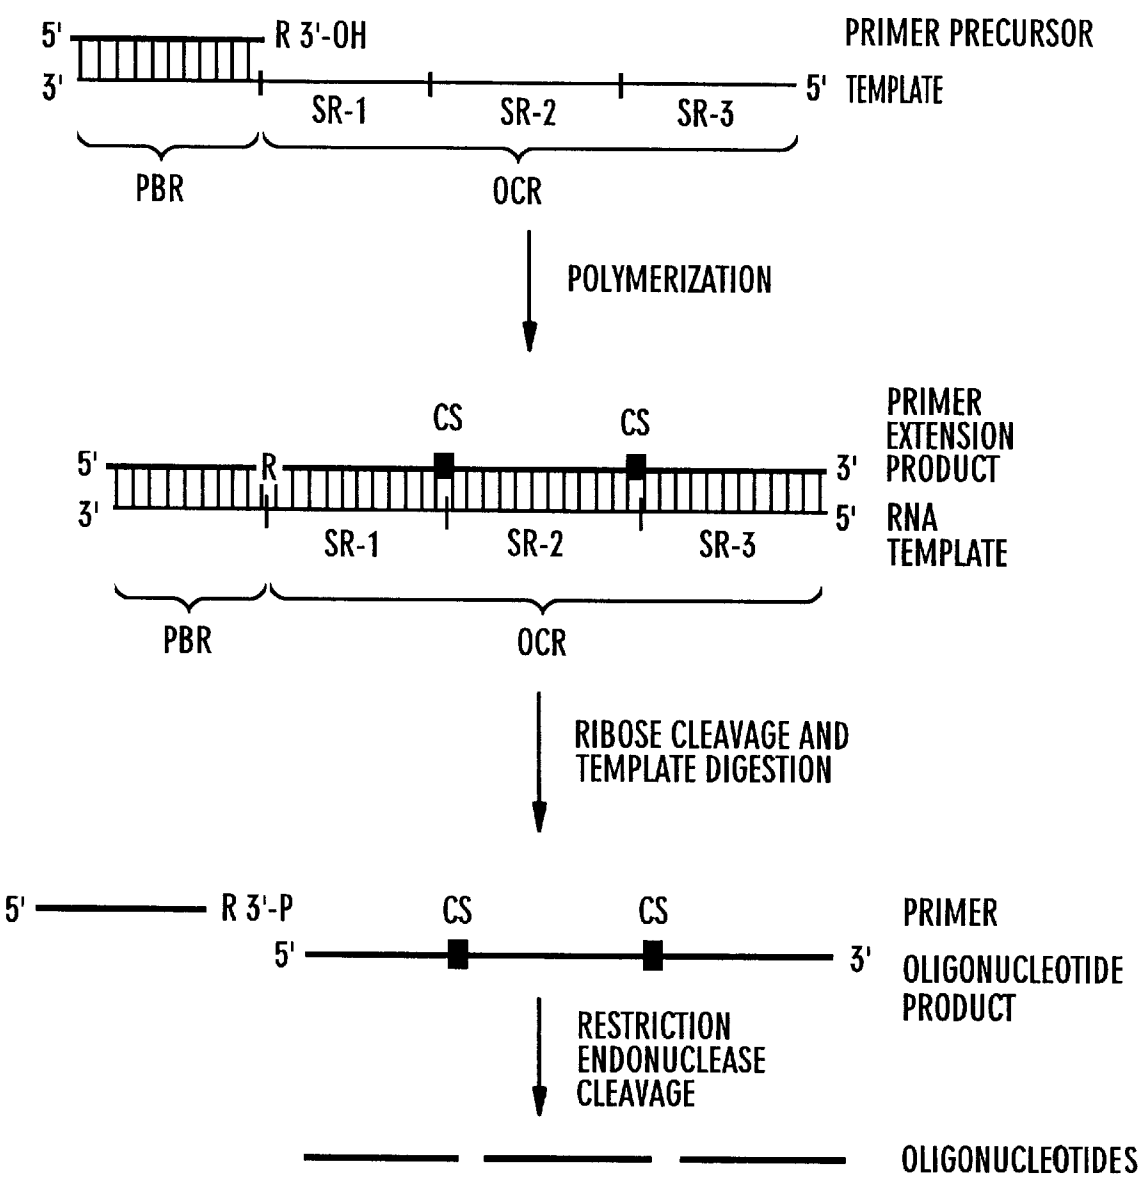 5' R 3'-OH PRIMER PRECURSOR
3' 5' TEMPLATE
SR-1 SR-2 SR-3
PBR OCR
POLYMERIZATION
CS CS
PRIMER
EXTENSION
PRODUCT
5' R 3'
3' 5'
RNA
TEMPLATE
SR-1 SR-2 SR-3
PBR OCR
RIBOSE CLEAVAGE AND
TEMPLATE DIGESTION
5' R 3'-P CS CS PRIMER
5' 3'
OLIGONUCLEOTIDE
PRODUCT
RESTRICTION
ENDONUCLEASE
CLEAVAGE
OLIGONUCLEOTIDES